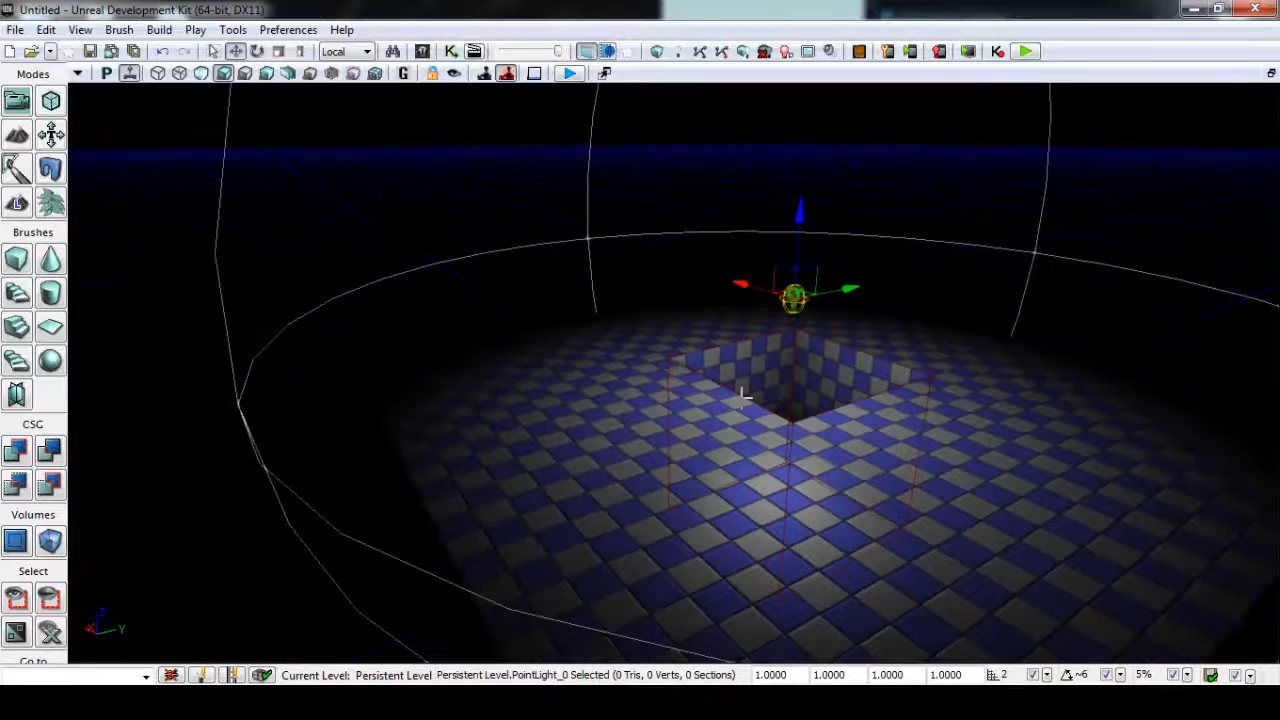 Untitled - Unreal Development Kit (64-bit, DX11)
File Edit View Brush Build Play Tools Help Preferences
Local
Modes
P
G
Brushes
CSG
Volumes
Select
Z
X
Y
Go to
Current Level: Persistent Level Persistent Level.PointLight_0 Selected (0 Tris, 0 Verts, 0 Sections) 1.0000 1.0000 1.0000 1.0000 2 ~6 5%